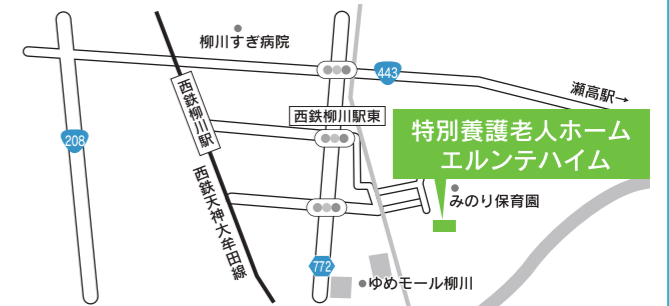 柳川すぎ病院
443
瀬高駅→
西鉄柳川駅
西鉄柳川駅東
特別養護老人ホーム
エルンテハイム
208
みのり保育園
西鉄天神大牟田線
772
ゆめモール柳川